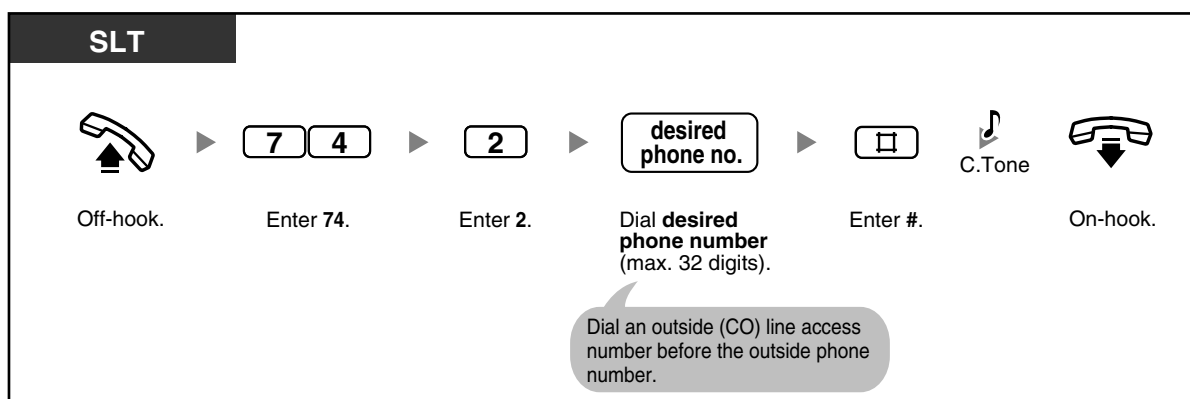 SLT
7 4
2
desired
phone no.
#
C.Tone
Off-hook.
Enter 74.
Enter 2.
Dial desired
phone number
(max. 32 digits).
Enter #.
On-hook.
Dial an outside (CO) line access
number before the outside phone
number.